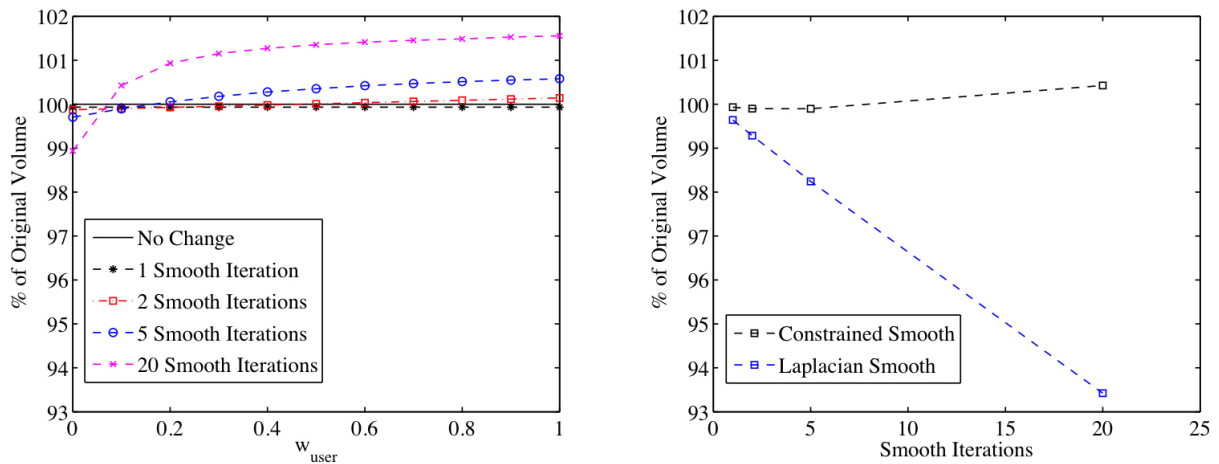 102
101
100
99
98
97
96
95
94
93
% of Original Volume
No Change
1 Smooth Iteration
2 Smooth Iterations
5 Smooth Iterations
20 Smooth Iterations
0 0.2 0.4 0.6 0.8 1
w_user
102
101
100
99
98
97
96
95
94
93
% of Original Volume
Constrained Smooth
Laplacian Smooth
0 5 10 15 20 25
Smooth Iterations